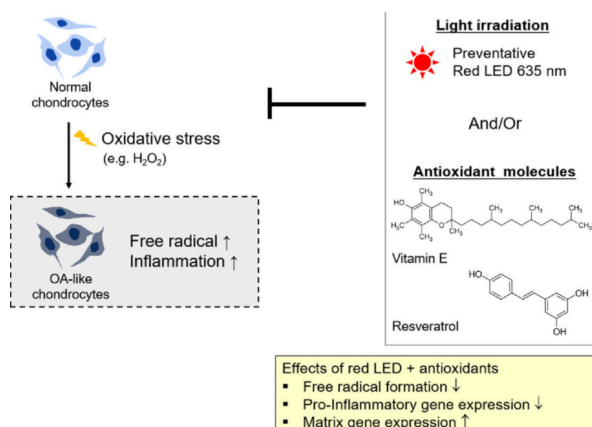 Normal
chondrocytes
Oxidative stress
(e.g. H₂O₂)
OA-like
chondrocytes
Free radical ↑
Inflammation ↑
Light irradiation
Preventative
Red LED 635 nm
And/Or
Antioxidant molecules
CH₃
HO
CH₃ CH₃ CH₃
H₃C O CH₃ CH₃
CH₃
Vitamin E
HO
OH
OH
Resveratrol
Effects of red LED + antioxidants
▪ Free radical formation ↓
▪ Pro-Inflammatory gene expression ↓
▪ Matrix gene expression ↑